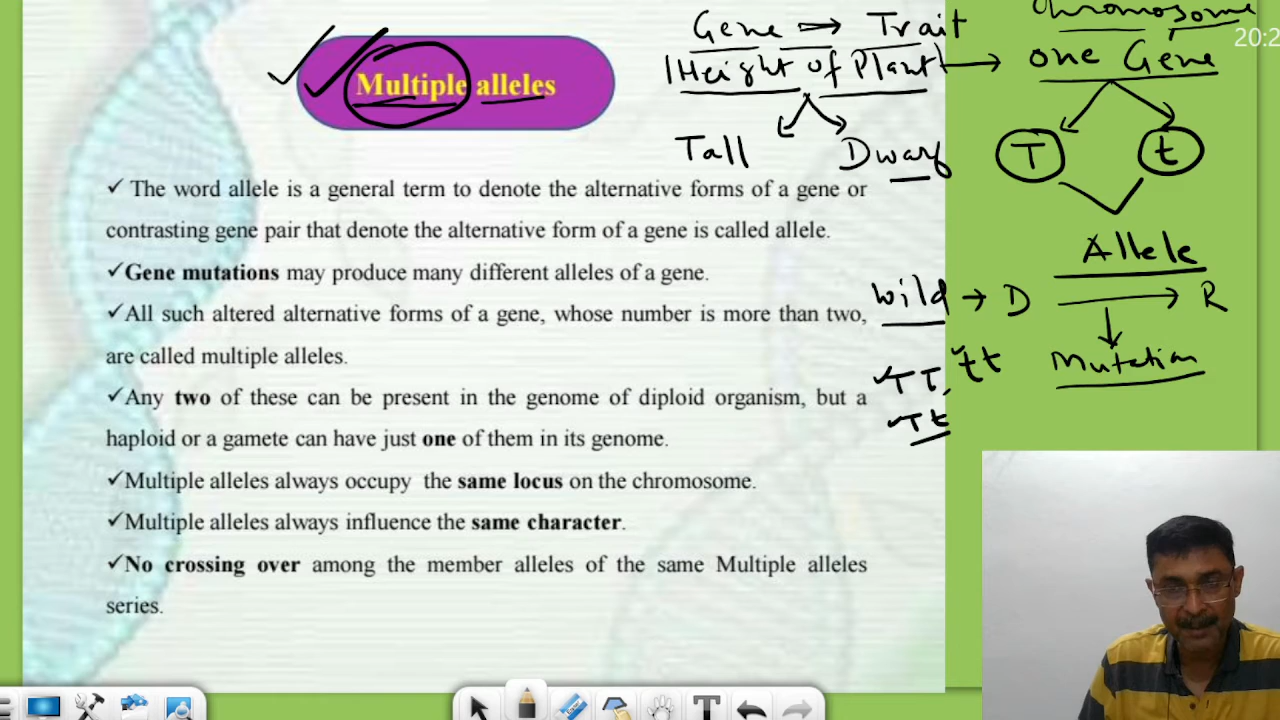 Chromosome
Gene → Trait
20:2
Height of Plant → one Gene
Multiple alleles
Tall Dwarf T t
✓ The word allele is a general term to denote the alternative forms of a gene or
contrasting gene pair that denote the alternative form of a gene is called allele.
Allele
✓Gene mutations may produce many different alleles of a gene.
wild → D → R
✓All such altered alternative forms of a gene, whose number is more than two,
are called multiple alleles.
Mutation
TT, tt
✓Any two of these can be present in the genome of diploid organism, but a
Tt
haploid or a gamete can have just one of them in its genome.
✓Multiple alleles always occupy the same locus on the chromosome.
✓Multiple alleles always influence the same character.
✓No crossing over among the member alleles of the same Multiple alleles
series.
T